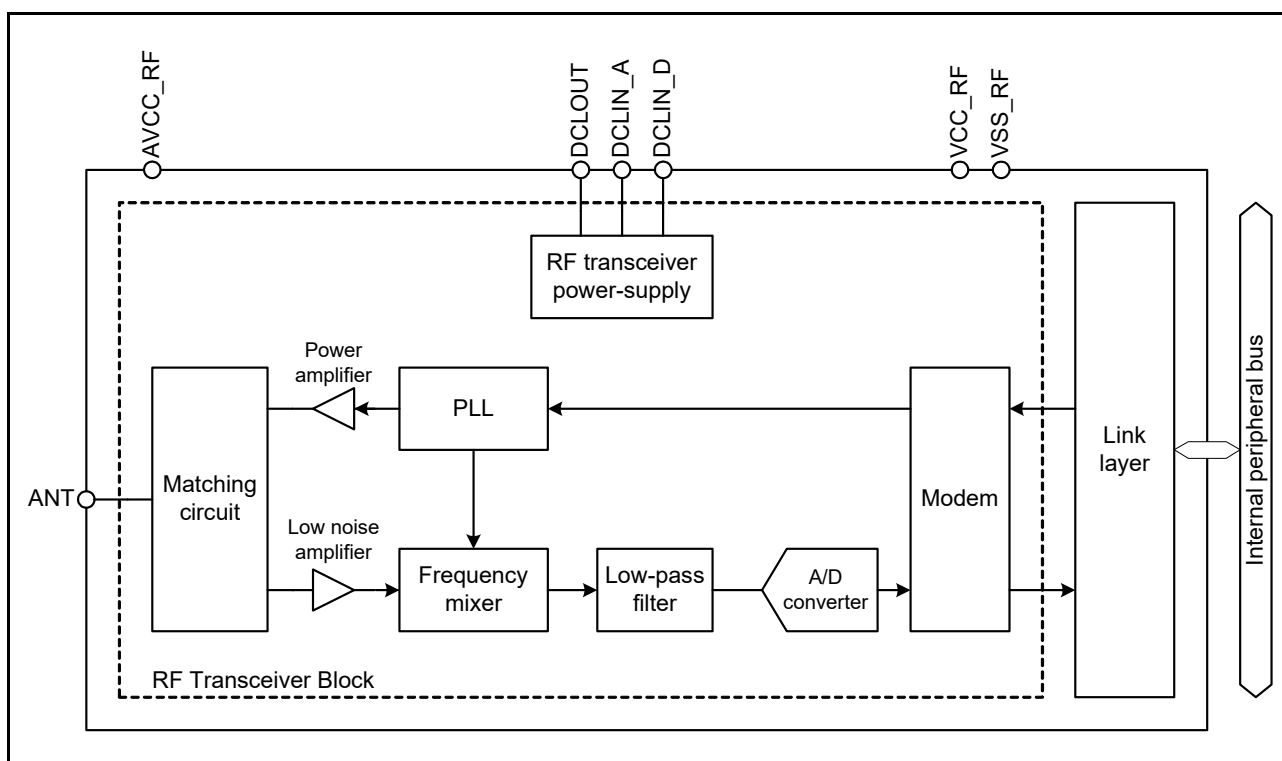 AVCC_RF
DCLOUT
DCLIN_A
DCLIN_D
VCC_RF
VSS_RF
RF transceiver
power-supply
Power
amplifier
PLL
Matching
circuit
ANT
Low noise
amplifier
Frequency
mixer
Low-pass
filter
A/D
converter
Modem
Link
layer
Internal peripheral bus
RF Transceiver Block